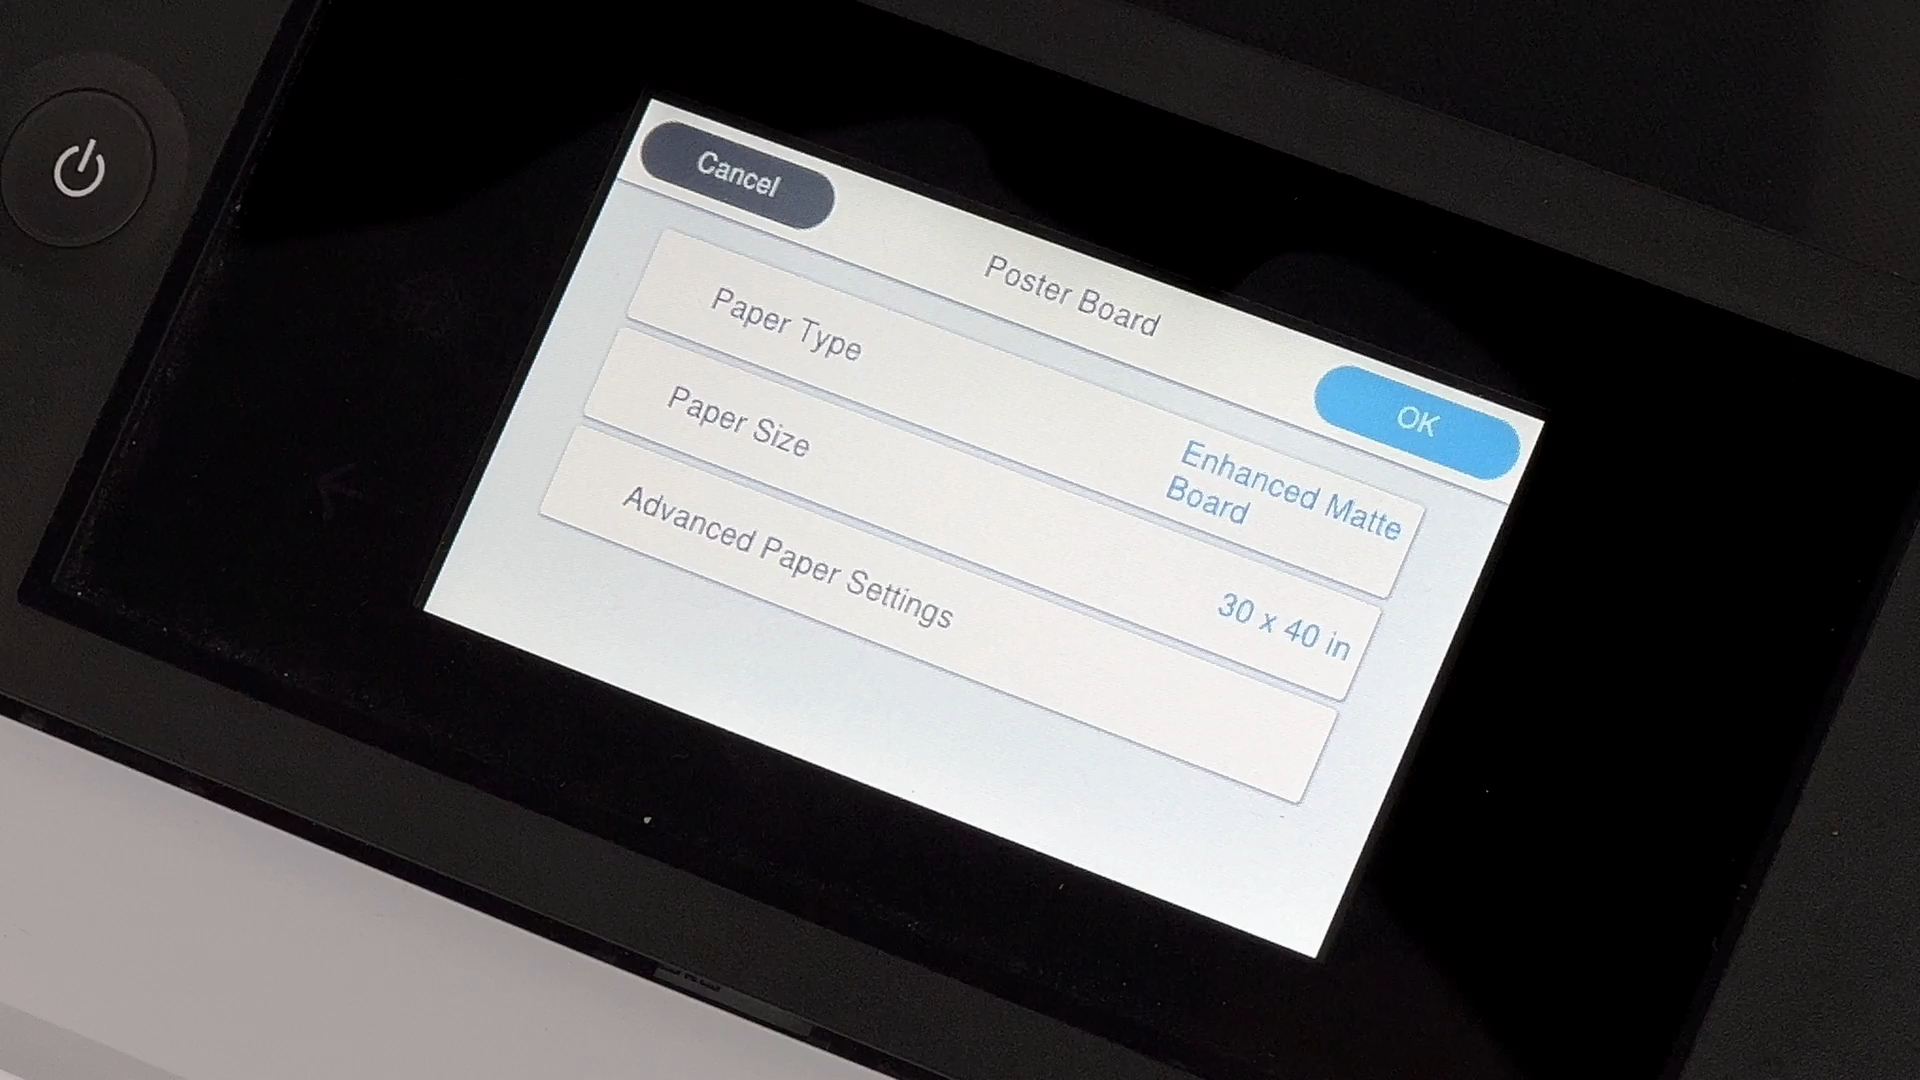 Cancel
Poster Board
OK
Paper Type
Enhanced Matte
Board
Paper Size
30 x 40 in
Advanced Paper Settings